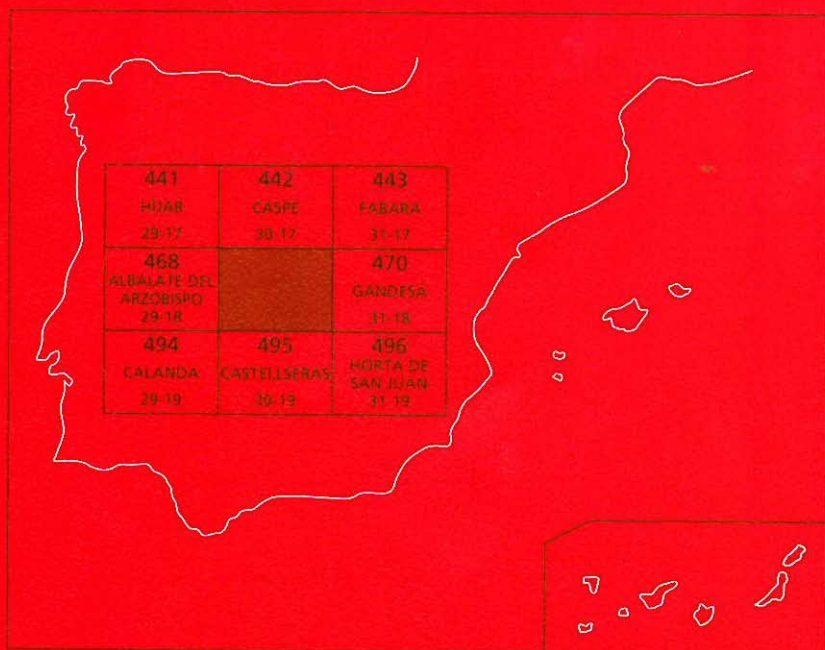 441
HIJAR
29-17
442
CASPE
30-17
443
FABARA
31-17
468
ALBALATE DEL
ARZOBISPO
29-18
470
GANDESA
31-18
494
CALANDA
29-19
495
CASTELLSERAS
30-19
496
HORTA DE
SAN JUAN
31-19